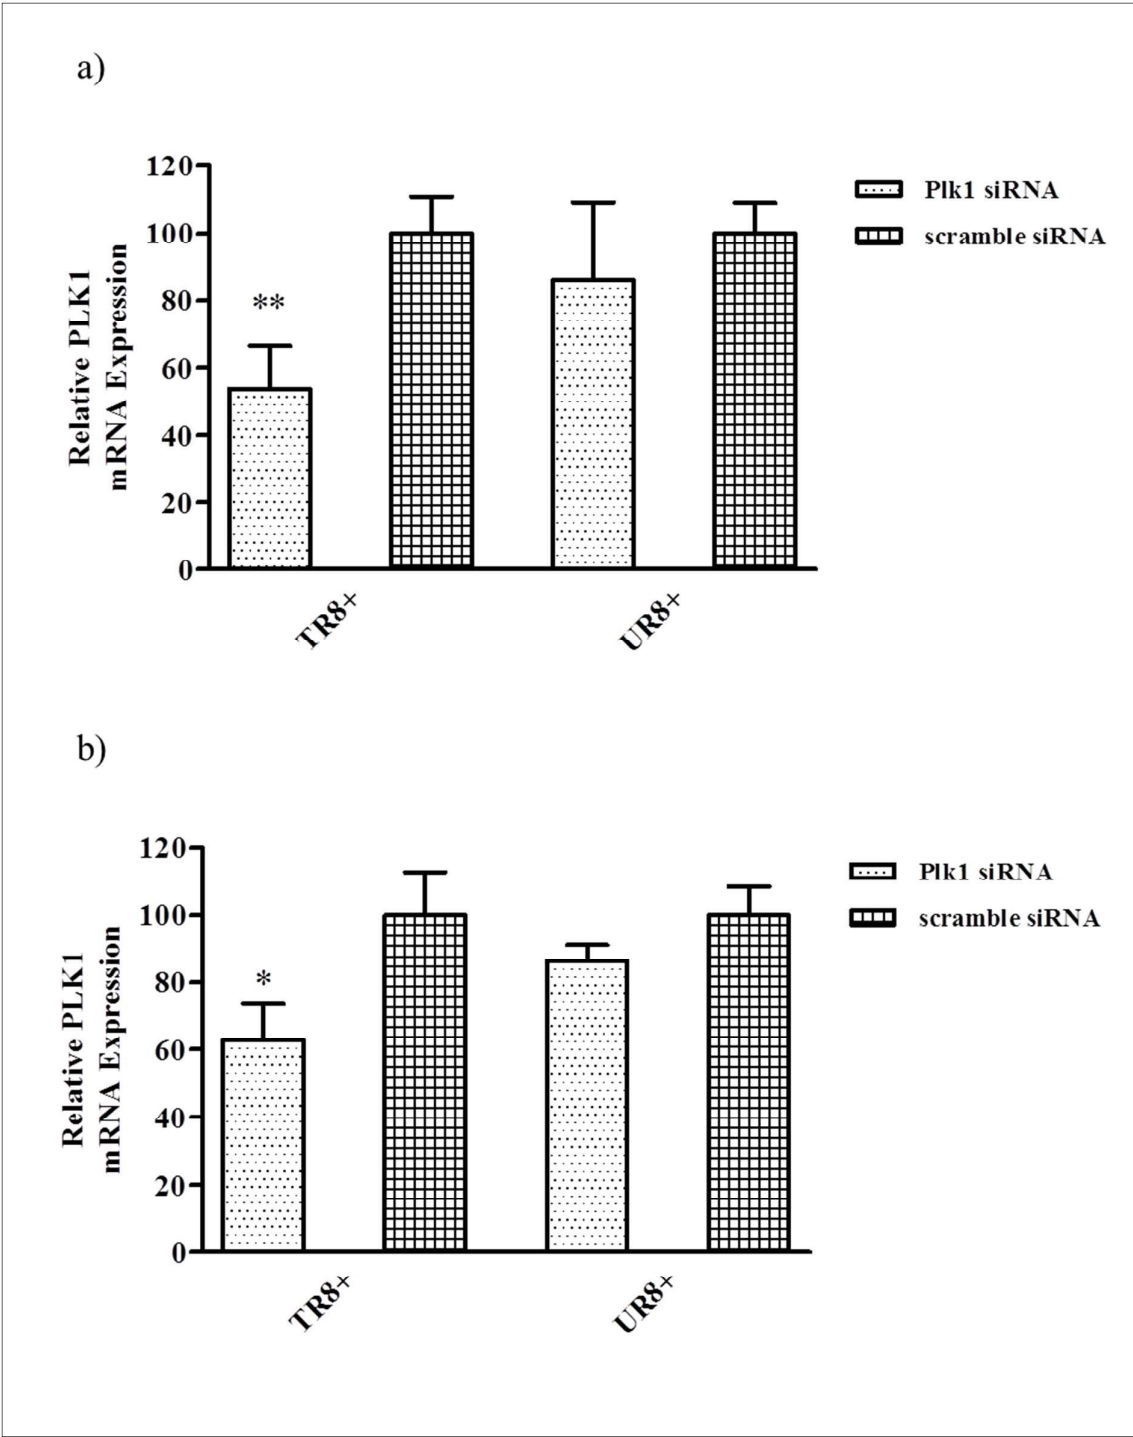 a)
120
100
80
60
40
20
0
Relative PLK1
mRNA Expression
**
TR8+
UR8+
Plk1 siRNA
scramble siRNA
b)
120
100
80
60
40
20
0
Relative PLK1
mRNA Expression
*
TR8+
UR8+
Plk1 siRNA
scramble siRNA